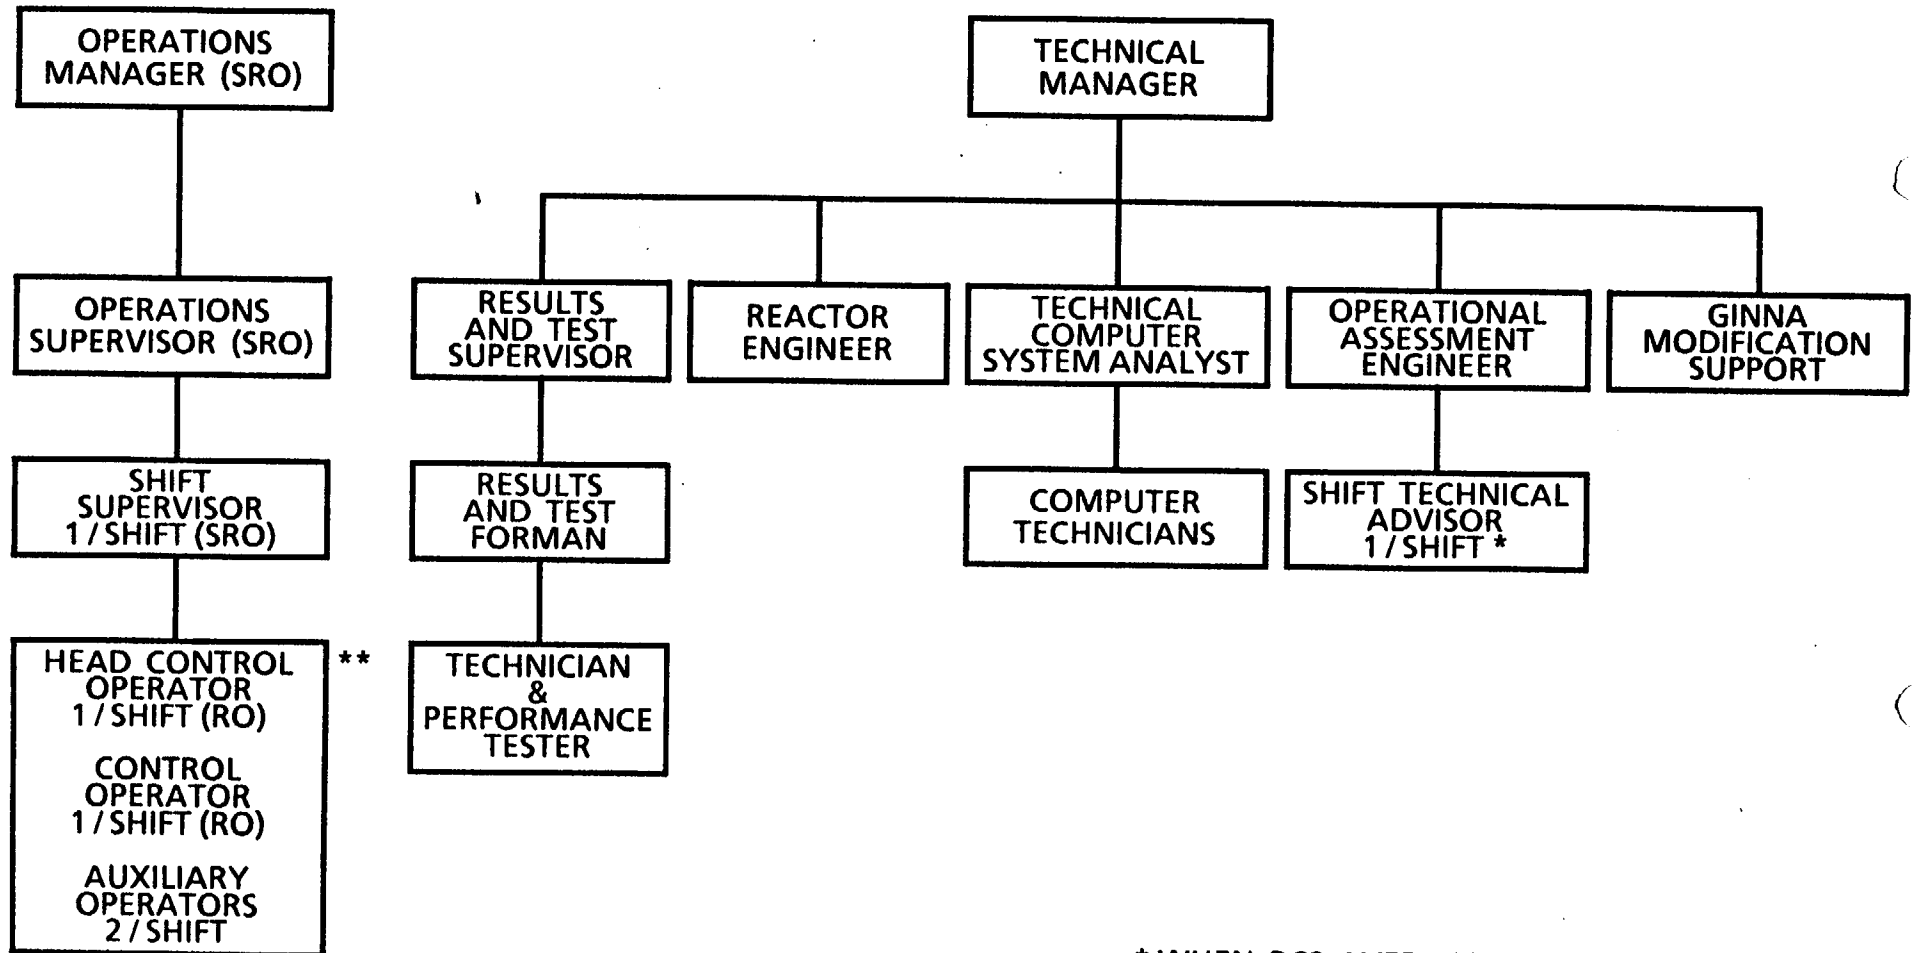 OPERATIONS
MANAGER (SRO)
TECHNICAL
MANAGER
OPERATIONS
SUPERVISOR (SRO)
RESULTS
AND TEST
SUPERVISOR
REACTOR
ENGINEER
TECHNICAL
COMPUTER
SYSTEM ANALYST
OPERATIONAL
ASSESSMENT
ENGINEER
GINNA
MODIFICATION
SUPPORT
SHIFT
SUPERVISOR
1/SHIFT (SRO)
RESULTS
AND TEST
FORMAN
COMPUTER
TECHNICIANS
SHIFT TECHNICAL
ADVISOR
1/SHIFT *
HEAD CONTROL **
OPERATOR
1/SHIFT (RO)
CONTROL
OPERATOR
1/SHIFT (RO)
AUXILIARY
OPERATORS
2/SHIFT
TECHNICIAN
&
PERFORMANCE
TESTER
* WHEN